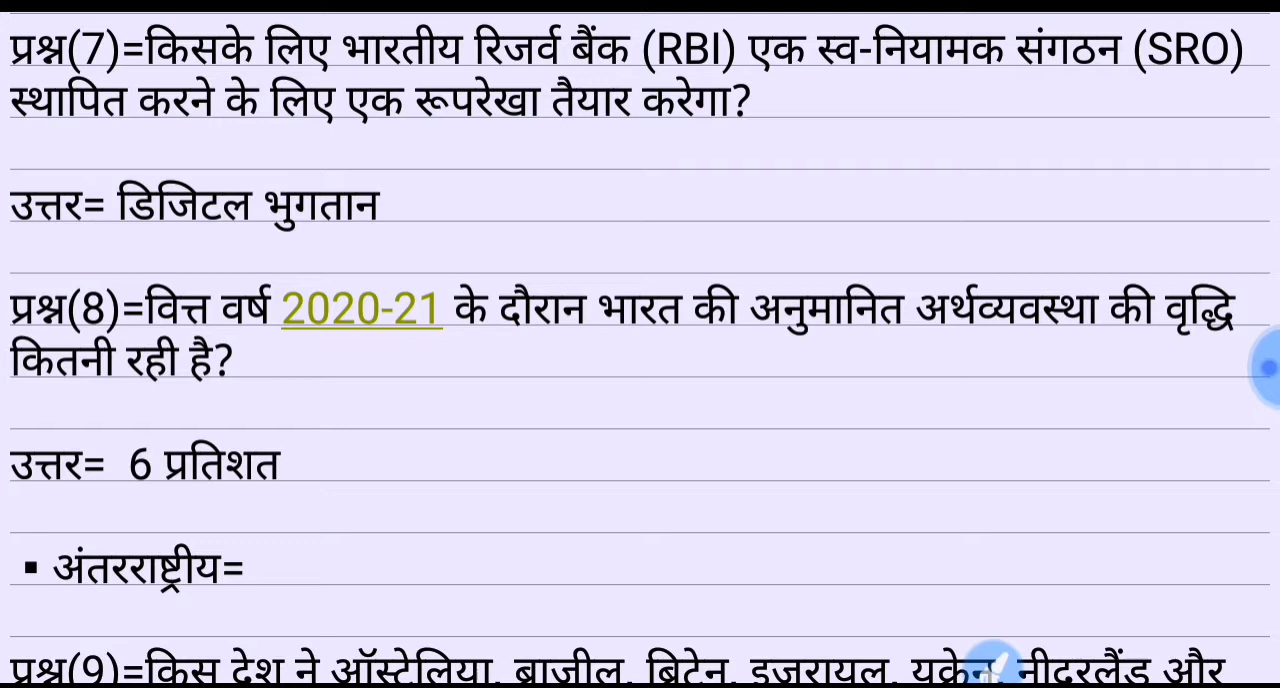 प्रश्न(7)=किसके लिए भारतीय रिजर्व बैंक (RBI) एक स्व-नियामक संगठन (SRO)
स्थापित करने के लिए एक रूपरेखा तैयार करेगा?
उत्तर= डिजिटल भुगतान
प्रश्न(8)=वित्त वर्ष 2020-21 के दौरान भारत की अनुमानित अर्थव्यवस्था की वृद्धि
कितनी रही है?
उत्तर= 6 प्रतिशत
▪ अंतरराष्ट्रीय=
प्रश्न(9)=किस देश ने ऑस्टेलिया, ब्राजील, ब्रिटेन, इजरायल, यूक्रेन, नीदरलैंड और